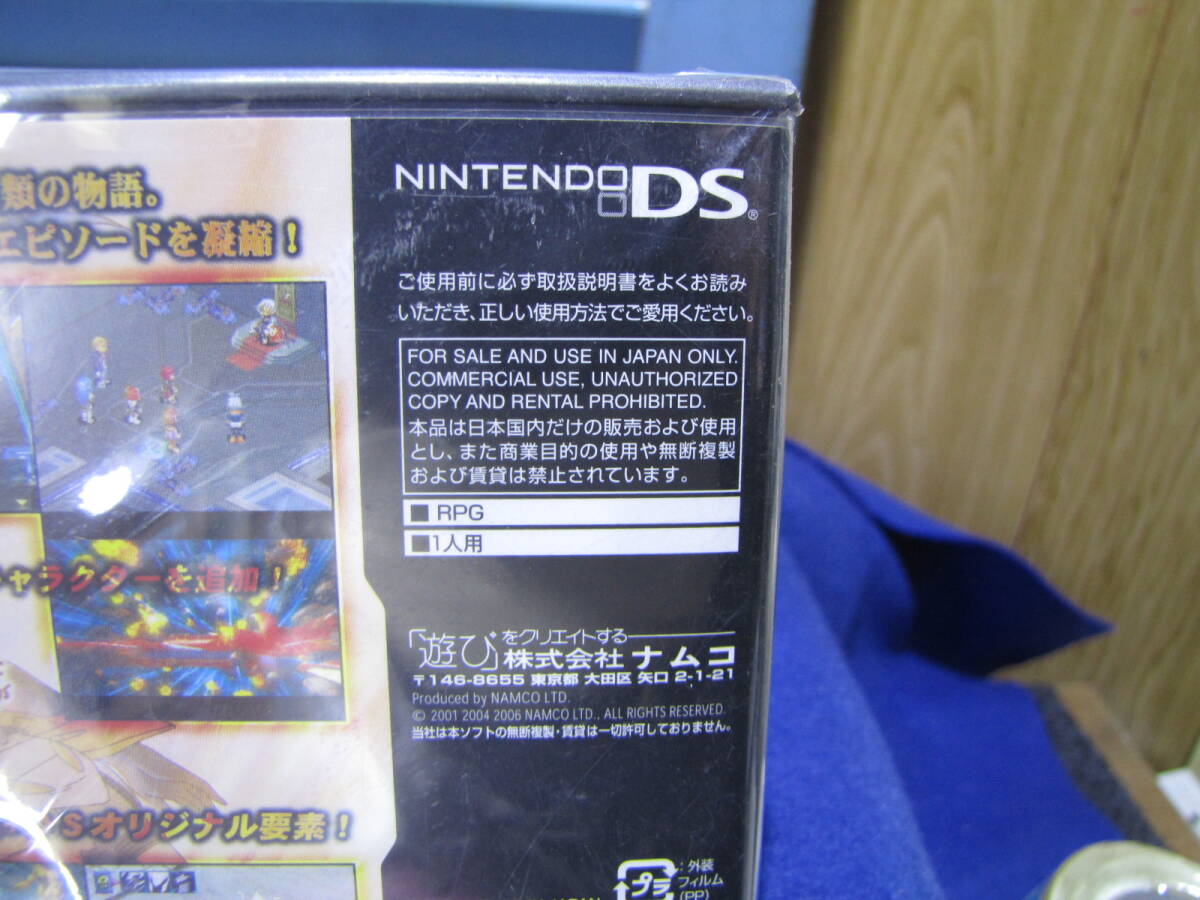 類の物語。
エピソードを凝縮！
キャラクターを追加！
Sオリジナル要素！
NINTENDO DS®
ご使用前に必ず取扱説明書をよくお読み
いただき、正しい使用方法でご愛用ください。
FOR SALE AND USE IN JAPAN ONLY.
COMMERCIAL USE, UNAUTHORIZED
COPY AND RENTAL PROHIBITED.
本品は日本国内だけの販売および使用
とし、また商業目的の使用や無断複製
および賃貸は禁止されています。
■ RPG
■1人用
「遊び」をクリエイトする
株式会社 ナムコ
〒146-8655 東京都 大田区 矢口 2-1-21
Produced by NAMCO LTD.
© 2001 2004 2006 NAMCO LTD., ALL RIGHTS RESERVED.
当社は本ソフトの無断複製・賃貸は一切許可しておりません。
プラ
：外装
フィルム
(PP)